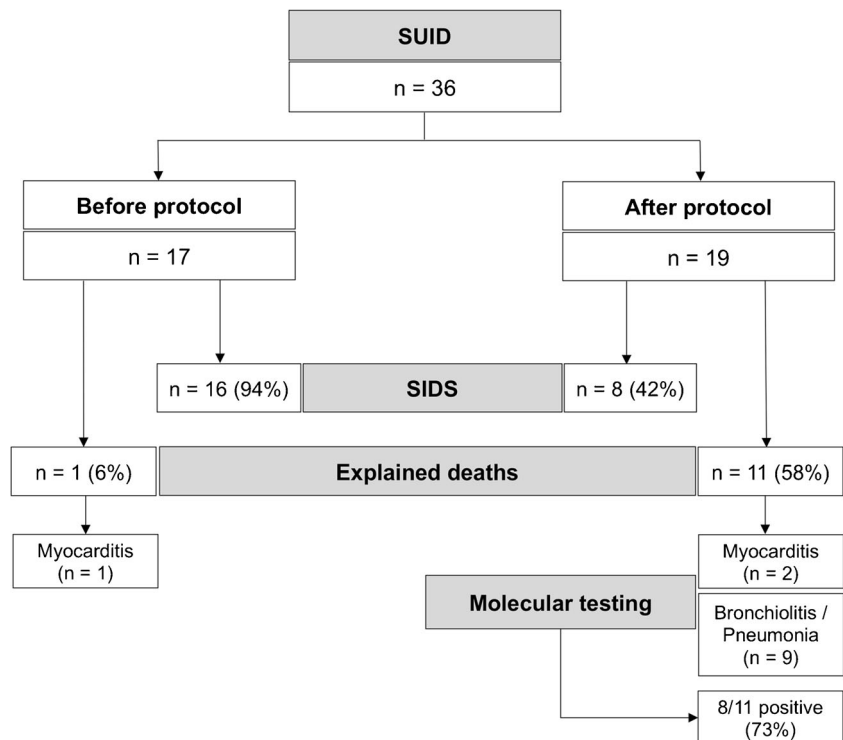 SUID
n = 36
Before protocol
After protocol
n = 17
n = 19
n = 16 (94%)
SIDS
n = 8 (42%)
n = 1 (6%)
Explained deaths
n = 11 (58%)
Myocarditis
(n = 1)
Myocarditis
(n = 2)
Molecular testing
Bronchiolitis /
Pneumonia
(n = 9)
8/11 positive
(73%)